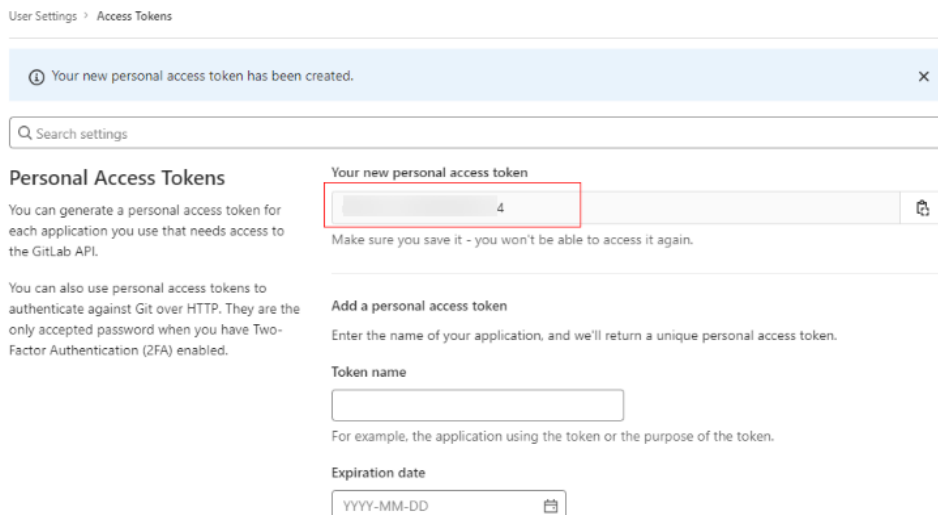 User Settings > Access Tokens
Your new personal access token has been created.
Search settings
Personal Access Tokens
You can generate a personal access token for
each application you use that needs access to
the GitLab API.
You can also use personal access tokens to
authenticate against Git over HTTP. They are the
only accepted password when you have Two-
Factor Authentication (2FA) enabled.
Your new personal access token
4
Make sure you save it - you won't be able to access it again.
Add a personal access token
Enter the name of your application, and we'll return a unique personal access token.
Token name
For example, the application using the token or the purpose of the token.
Expiration date
YYYY-MM-DD